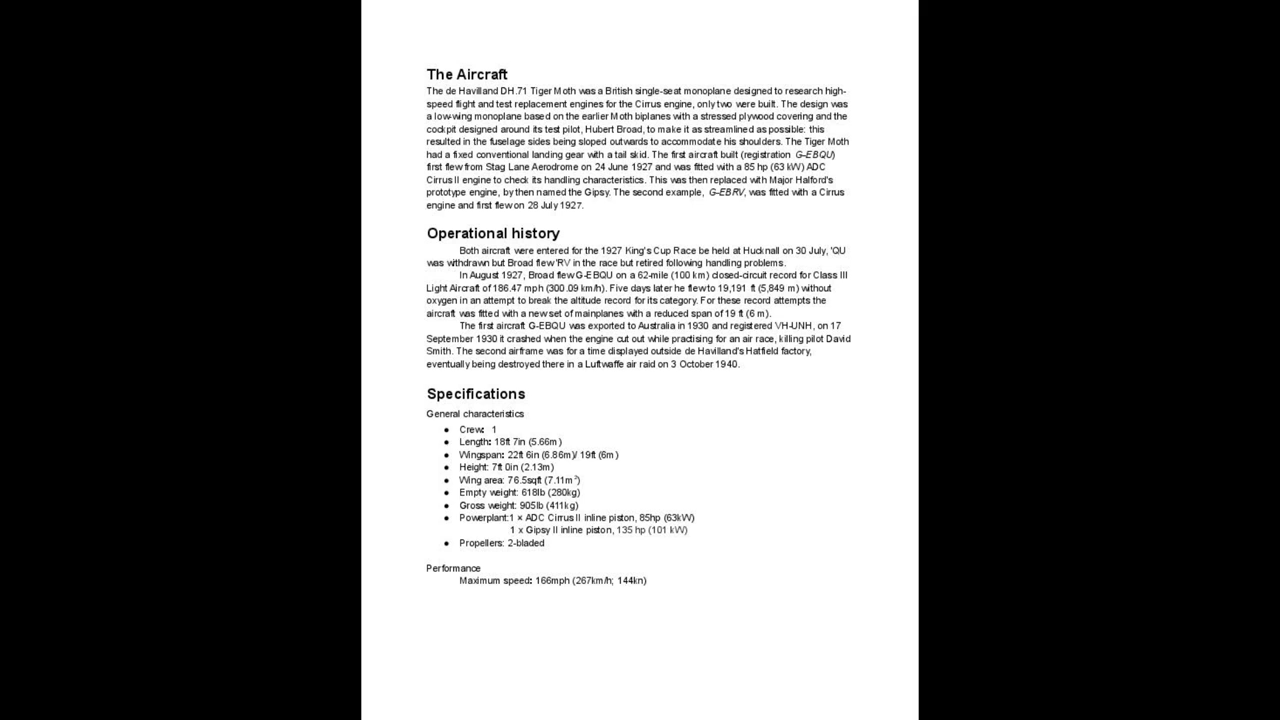 The Aircraft
The de Havilland DH.71 Tiger Moth was a British single-seat monoplane designed to research high-
speed flight and test replacement engines for the Cirrus engine, only two were built. The design was
a low-wing monoplane based on the earlier Moth biplanes with a stressed plywood covering and the
cockpit designed around its test pilot, Hubert Broad, to make it as streamlined as possible: this
resulted in the fuselage sides being sloped outwards to accommodate his shoulders. The Tiger Moth
had a fixed conventional landing gear with a tail skid. The first aircraft built (registration G-EBQU)
first flew from Stag Lane Aerodrome on 24 June 1927 and was fitted with a 85 hp (63 kW) ADC
Cirrus II engine to check its handling characteristics. This was then replaced with Major Halford's
prototype engine, by then named the Gipsy. The second example, G-EBRV, was fitted with a Cirrus
engine and first flew on 28 July 1927.
Operational history
Both aircraft were entered for the 1927 King's Cup Race be held at Hucknall on 30 July, 'QU
was withdrawn but Broad flew 'RV in the race but retired following handling problems.
In August 1927, Broad flew G-EBQU on a 62-mile (100 km) closed-circuit record for Class III
Light Aircraft of 186.47 mph (300.09 km/h). Five days later he flew to 19,191 ft (5,849 m) without
oxygen in an attempt to break the altitude record for its category. For these record attempts the
aircraft was fitted with a new set of mainplanes with a reduced span of 19 ft (6 m).
The first aircraft G-EBQU was exported to Australia in 1930 and registered VH-UNH, on 17
September 1930 it crashed when the engine cut out while practising for an air race, killing pilot David
Smith. The second airframe was for a time displayed outside de Havilland's Hatfield factory,
eventually being destroyed there in a Luftwaffe air raid on 3 October 1940.
Specifications
General characteristics
● Crew: 1
● Length: 18ft 7in (5.66m)
● Wingspan: 22ft 6in (6.86m)/ 19ft (6m)
● Height: 7ft 0in (2.13m)
● Wing area: 76.5sqft (7.11m²)
● Empty weight: 618lb (280kg)
● Gross weight: 905lb (411kg)
● Powerplant:1 × ADC Cirrus II inline piston, 85hp (63kW)
1 x Gipsy II inline piston, 135 hp (101 kW)
● Propellers: 2-bladed
Performance
Maximum speed: 166mph (267km/h; 144kn)